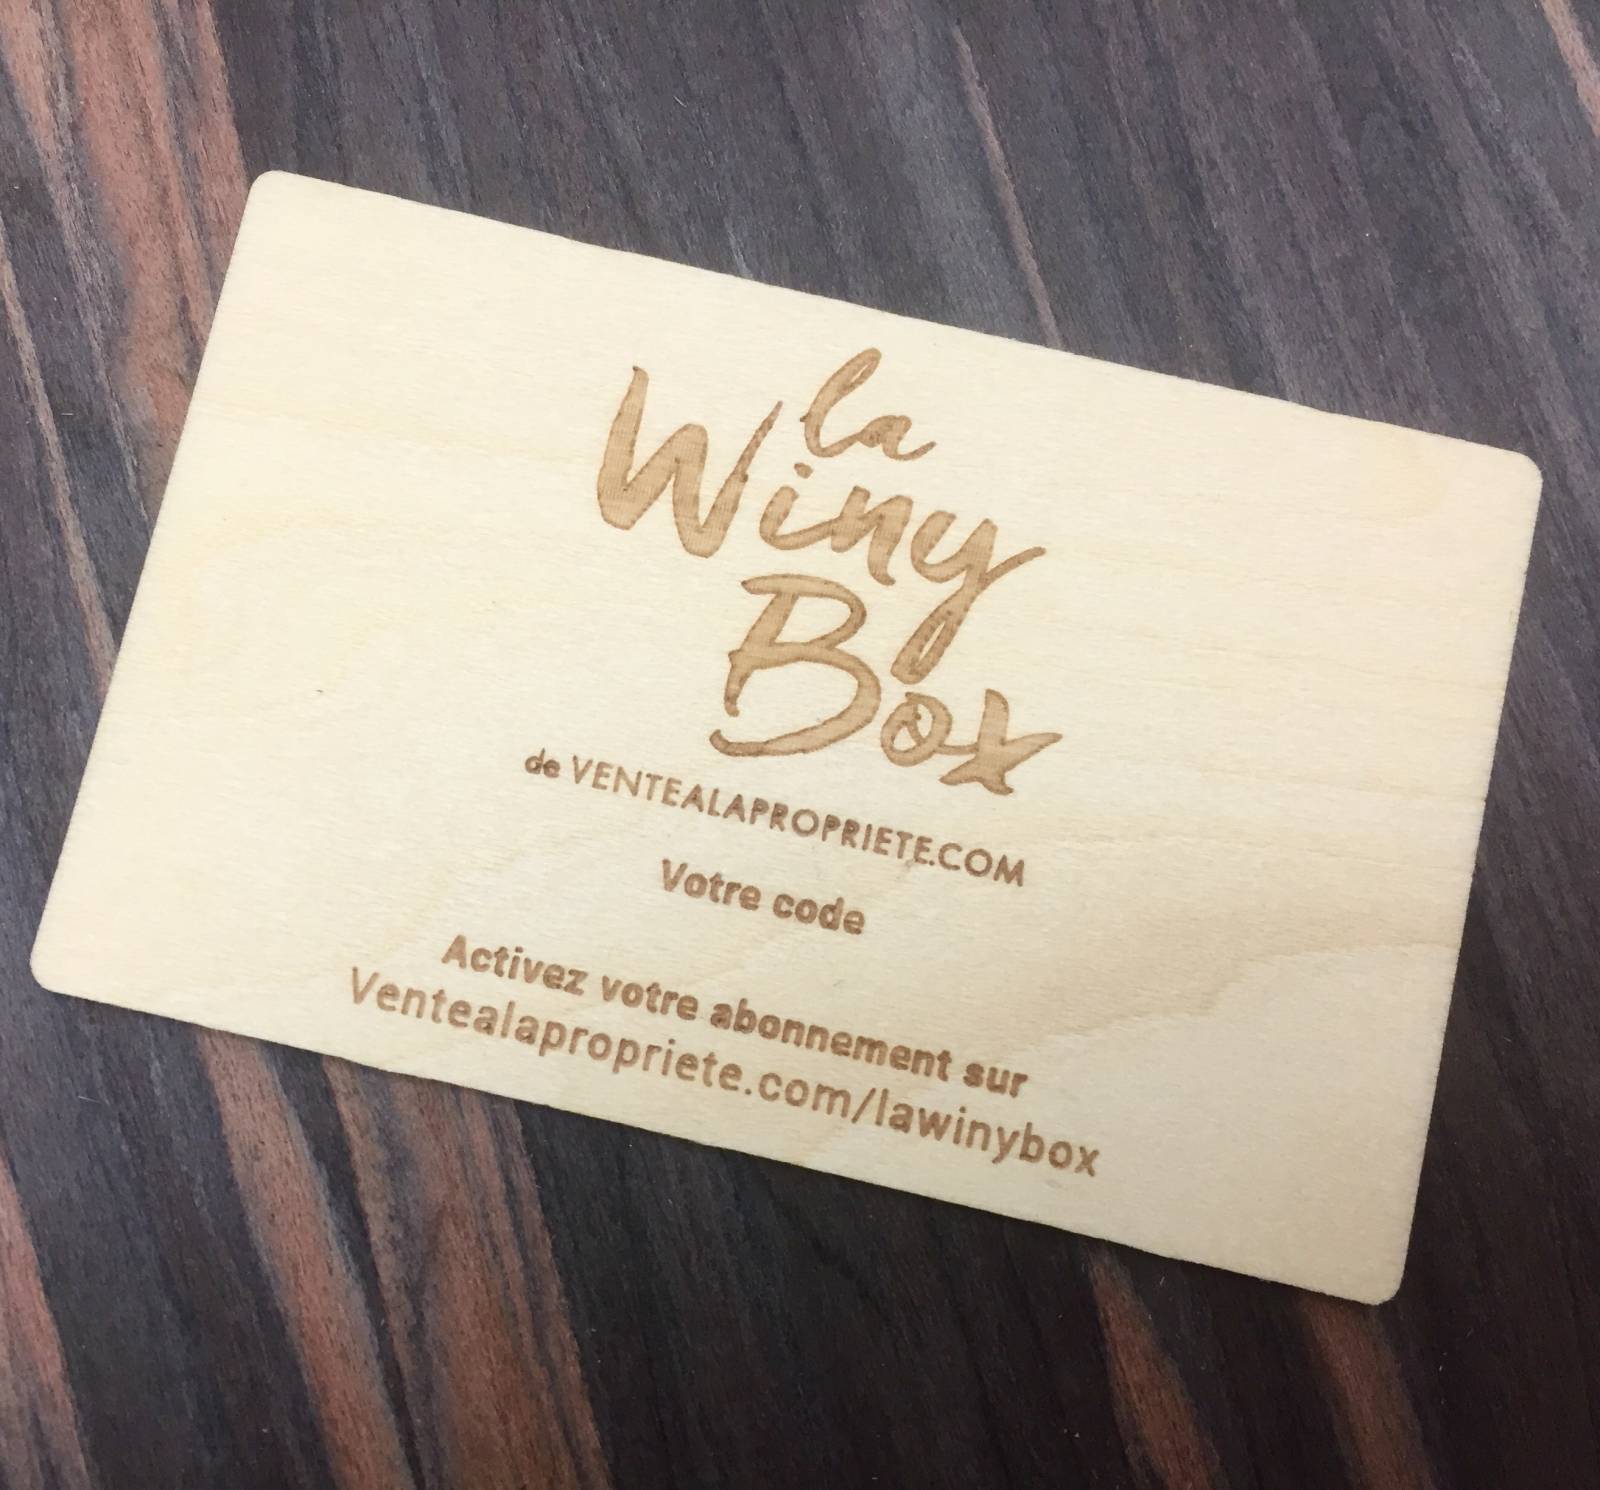 la
Winy
Box
de VENTEALAPROPRIETE.COM
Votre code
Activez votre abonnement sur
Ventealapropriete.com/lawinybox